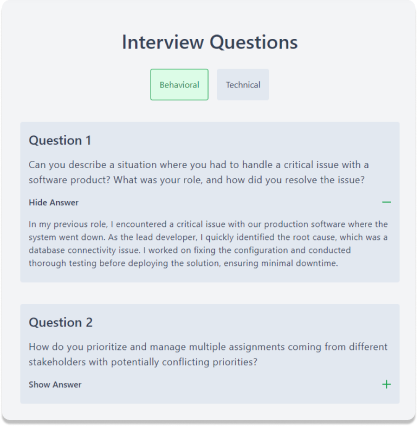 Interview Questions
Behavioral
Technical
Question 1
Can you describe a situation where you had to handle a critical issue with a
software product? What was your role, and how did you resolve the issue?
Hide Answer
In my previous role, I encountered a critical issue with our production software where the
system went down. As the lead developer, I quickly identified the root cause, which was a
database connectivity issue. I worked on fixing the configuration and conducted
thorough testing before deploying the solution, ensuring minimal downtime.
Question 2
How do you prioritize and manage multiple assignments coming from different
stakeholders with potentially conflicting priorities?
Show Answer